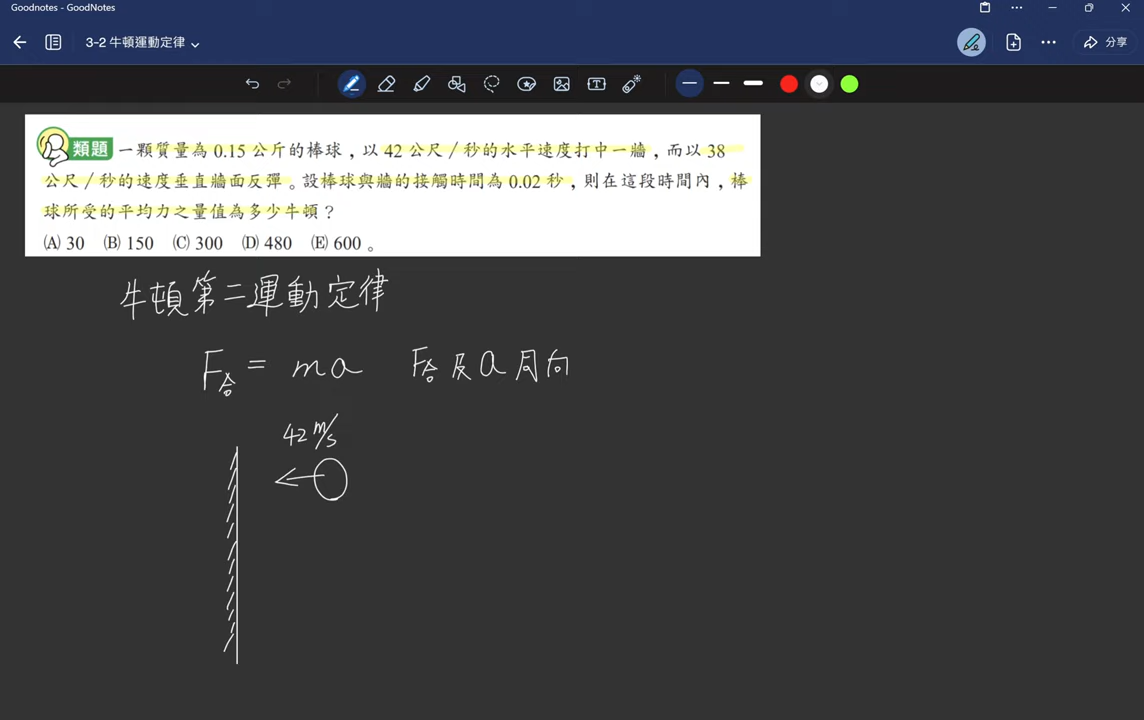 Goodnotes - GoodNotes
3-2 牛頓運動定律
分享
類題 一顆質量為 0.15 公斤的棒球，以 42 公尺／秒的水平速度打中一牆，而以 38
公尺／秒的速度垂直牆面反彈。設棒球與牆的接觸時間為 0.02 秒，則在這段時間內，棒
球所受的平均力之量值為多少牛頓？
(A) 30 (B) 150 (C) 300 (D) 480 (E) 600。
牛頓第二運動定律
F合 = ma F合及a同向
42 m/s